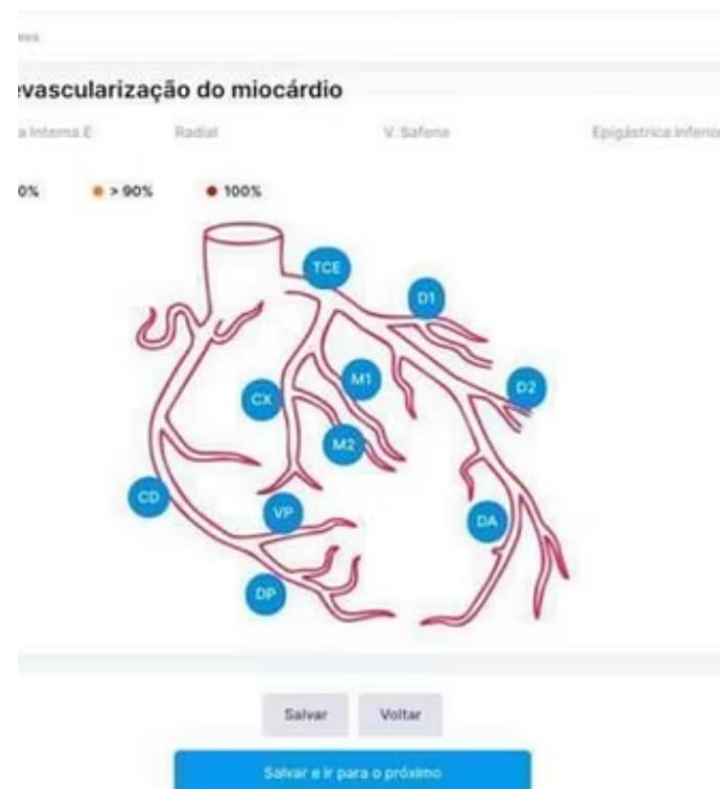 evascularização do miocárdio
a Interna E Radial V. Safena Epigástrica Inferio
0% > 90% 100%
TCE
D1
D2
M1
CX
M2
CD
VP
DA
DP
Salvar Voltar
Salvar e ir para o próximo